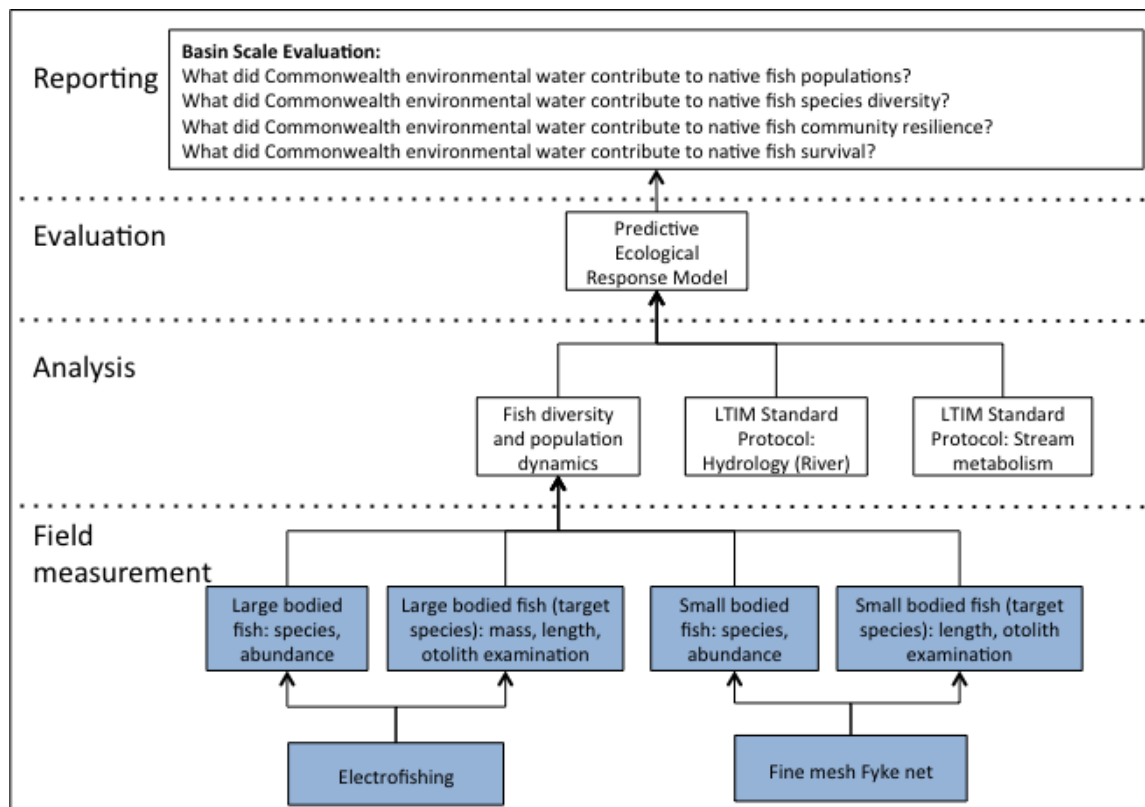 Reporting
Basin Scale Evaluation:
What did Commonwealth environmental water contribute to native fish populations?
What did Commonwealth environmental water contribute to native fish species diversity?
What did Commonwealth environmental water contribute to native fish community resilience?
What did Commonwealth environmental water contribute to native fish survival?
Evaluation
Predictive
Ecological
Response Model
Analysis
Fish diversity
and population
dynamics
LTIM Standard
Protocol:
Hydrology (River)
LTIM Standard
Protocol: Stream
metabolism
Field
measurement
Large bodied
fish: species,
abundance
Large bodied fish (target
species): mass, length,
otolith examination
Small bodied
fish: species,
abundance
Small bodied fish (target
species): length, otolith
examination
Electrofishing
Fine mesh Fyke net